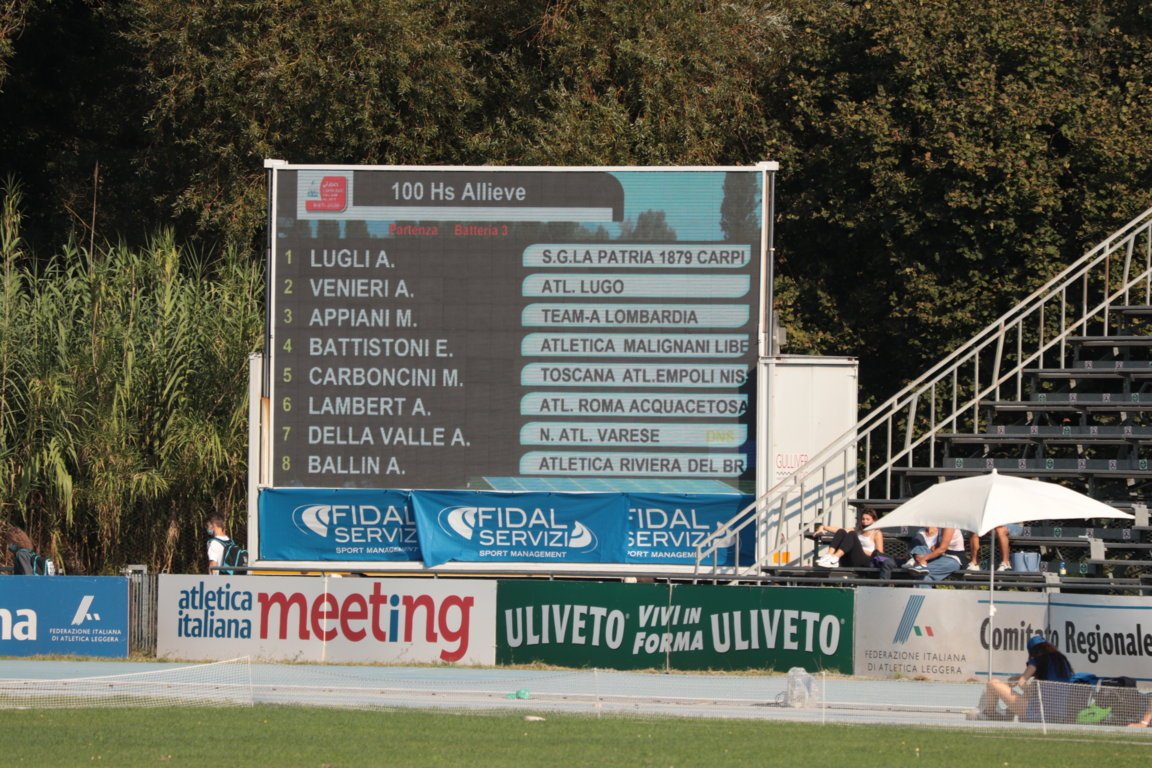 100 Hs Allieve
Partenza Batteria 3
1 LUGLI A. S.G.LA PATRIA 1879 CARPI
2 VENIERI A. ATL. LUGO
3 APPIANI M. TEAM-A LOMBARDIA
4 BATTISTONI E. ATLETICA MALIGNANI LIBE
5 CARBONCINI M. TOSCANA ATL.EMPOLI NIS
6 LAMBERT A. ATL. ROMA ACQUACETOSA
7 DELLA VALLE A. N. ATL. VARESE DNS
8 BALLIN A. ATLETICA RIVIERA DEL BR
GULLIVER
FIDAL
SERVIZI
SPORT MANAGEMENT
FIDAL
SERVIZI
SPORT MANAGEMENT
FIDAL
SERVIZI
SPORT MANAGEMENT
na
FEDERAZIONE ITALIANA
DI ATLETICA LEGGERA
atletica
italiana
meeting
ULIVETO VIVI IN FORMA ULIVETO
FEDERAZIONE ITALIANA
DI ATLETICA LEGGERA
Comitato Regionale